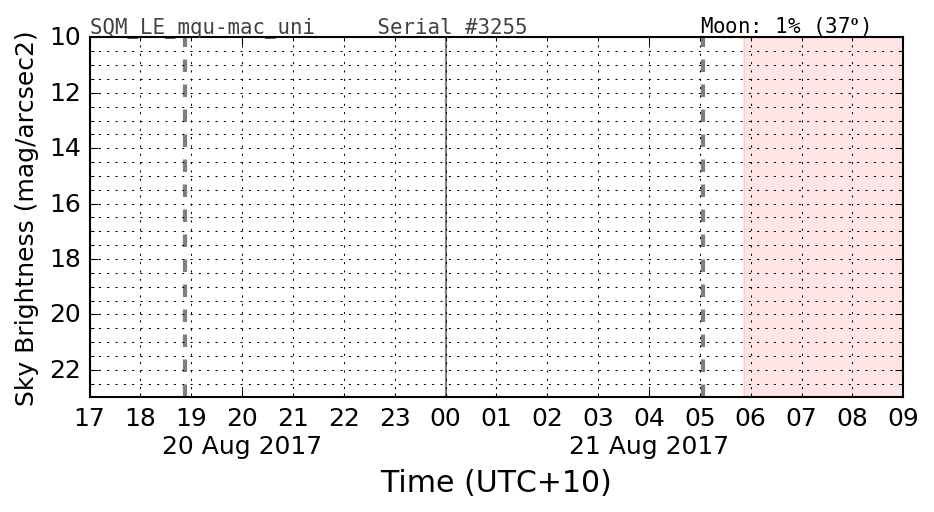 SQM_LE_mqu-mac_uni Serial #3255 Moon: 1% (37°)
Sky Brightness (mag/arcsec2)
10
12
14
16
18
20
22
17 18 19 20 21 22 23 00 01 02 03 04 05 06 07 08 09
20 Aug 2017 21 Aug 2017
Time (UTC+10)